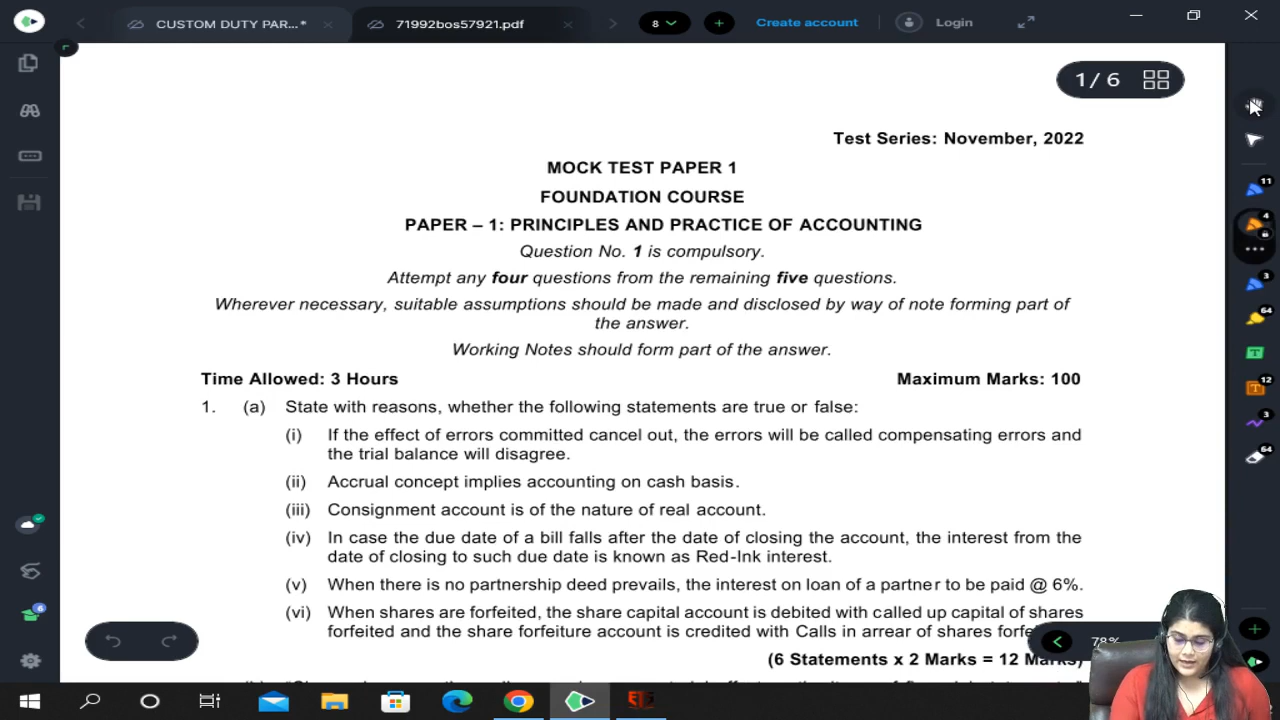 CUSTOM DUTY PAR...*
71992bos57921.pdf
8
Create account
Login
1 / 6
Test Series: November, 2022
MOCK TEST PAPER 1
FOUNDATION COURSE
PAPER – 1: PRINCIPLES AND PRACTICE OF ACCOUNTING
Question No. 1 is compulsory.
Attempt any four questions from the remaining five questions.
Wherever necessary, suitable assumptions should be made and disclosed by way of note forming part of
the answer.
Working Notes should form part of the answer.
Time Allowed: 3 Hours Maximum Marks: 100
1. (a) State with reasons, whether the following statements are true or false:
(i) If the effect of errors committed cancel out, the errors will be called compensating errors and
the trial balance will disagree.
(ii) Accrual concept implies accounting on cash basis.
(iii) Consignment account is of the nature of real account.
(iv) In case the due date of a bill falls after the date of closing the account, the interest from the
date of closing to such due date is known as Red-Ink interest.
(v) When there is no partnership deed prevails, the interest on loan of a partner to be paid @ 6%.
(vi) When shares are forfeited, the share capital account is debited with called up capital of shares
forfeited and the share forfeiture account is credited with Calls in arrear of shares
78%
(6 Statements x 2 Marks = 12 Marks)
11
4
3
64
12
3
64
6